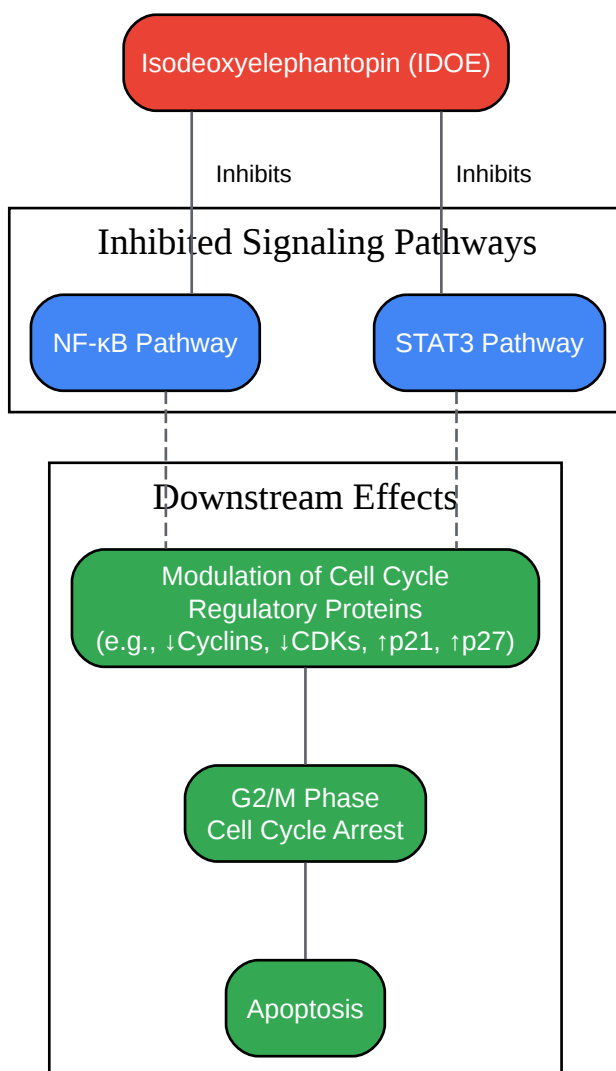 Isodeoxyelephantopin (IDOE)
Inhibits
Inhibits
Inhibited Signaling Pathways
NF-κB Pathway
STAT3 Pathway
Downstream Effects
Modulation of Cell Cycle
Regulatory Proteins
(e.g., ↓Cyclins, ↓CDKs, ↑p21, ↑p27)
G2/M Phase
Cell Cycle Arrest
Apoptosis